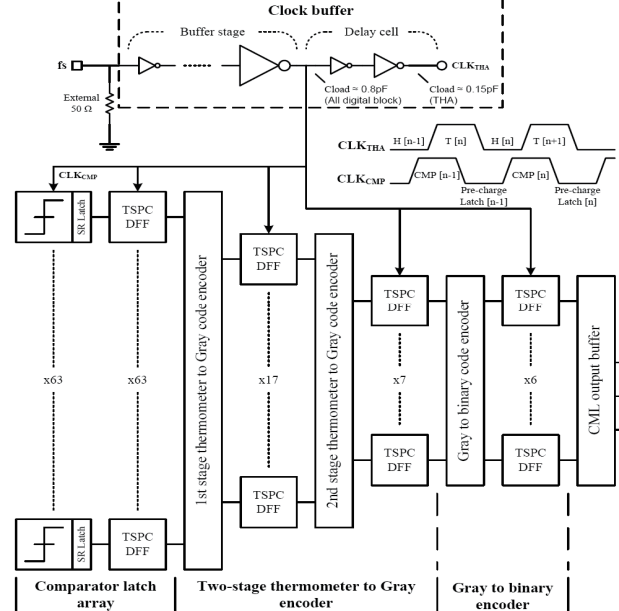 Clock buffer
Buffer stage
Delay cell
fs
CLKTHA
External
50 Ω
Cload ≈ 0.8pF
(All digital block)
Cload ≈ 0.15pF
(THA)
CLKTHA
H [n-1]
T [n]
H [n]
T [n+1]
CLKCMP
CMP [n-1]
CMP [n]
Pre-charge
Latch [n-1]
Pre-charge
Latch [n]
CLKCMP
SR Latch
TSPC
DFF
TSPC
DFF
TSPC
DFF
TSPC
DFF
x63
x63
1st stage thermometer to Gray code encoder
x17
2nd stage thermometer to Gray code encoder
x7
Gray to binary code encoder
x6
CML output buffer
TSPC
DFF
TSPC
DFF
TSPC
DFF
SR Latch
TSPC
DFF
Comparator latch
array
Two-stage thermometer to Gray
encoder
Gray to binary
encoder